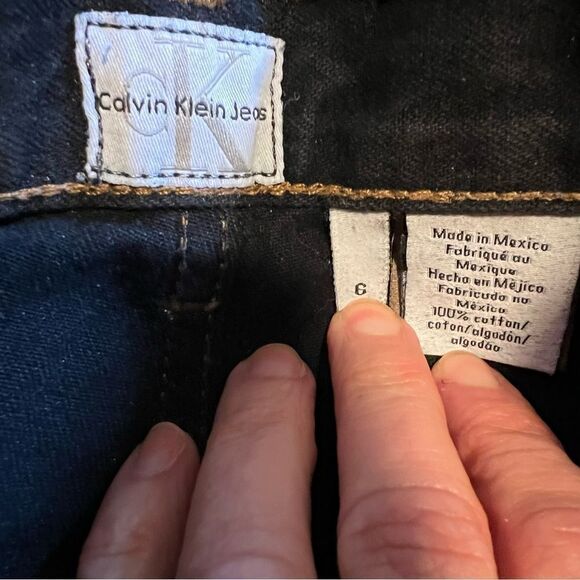 CK
Calvin Klein Jeans
6
Made in Mexico
Fabriqué au
Mexique
Hecho en Méjico
Fabricado no
México
100% cotton/
coton/algodón/
algodão